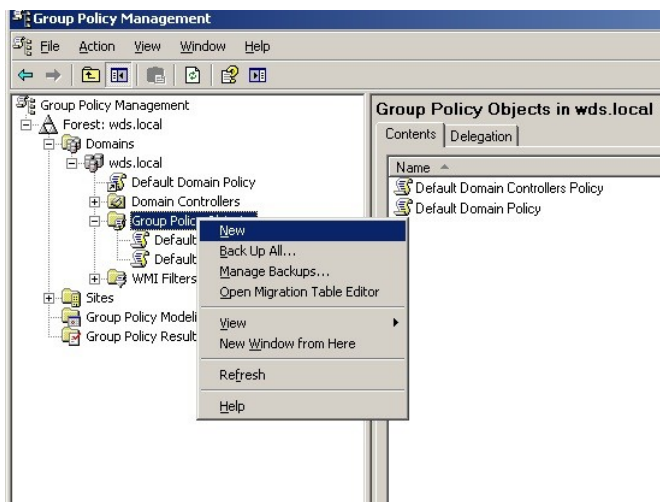 Group Policy Management
File Action View Window Help
Group Policy Management
Forest: wds.local
Domains
wds.local
Default Domain Policy
Domain Controllers
Group Polic
Default
Default
WMI Filters
Sites
Group Policy Modeli
Group Policy Result
New
Back Up All...
Manage Backups...
Open Migration Table Editor
View
New Window from Here
Refresh
Help
Group Policy Objects in wds.local
Contents Delegation
Name
Default Domain Controllers Policy
Default Domain Policy